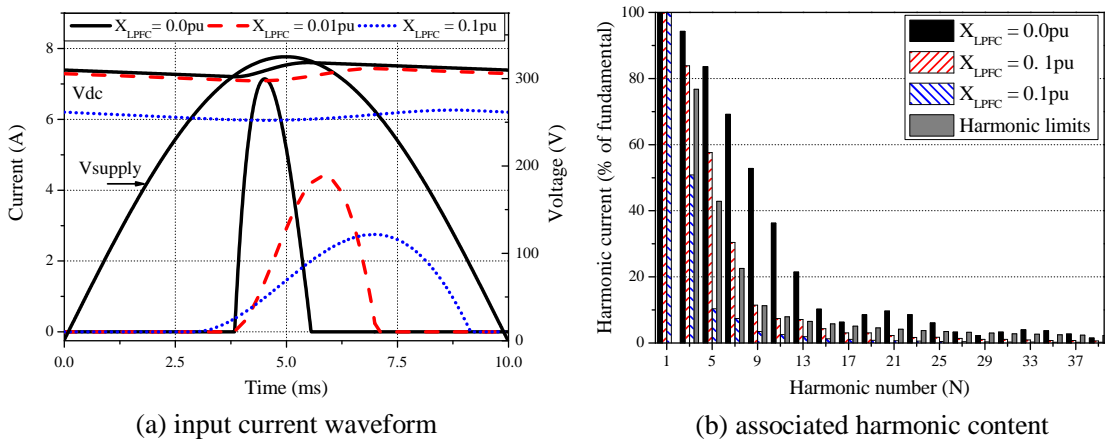 X_LPFC = 0.0pu X_LPFC = 0.01pu X_LPFC = 0.1pu
8
6
4
2
0
Current (A)
Vdc
Vsupply
300
200
100
0
Voltage (V)
0.0 2.5 5.0 7.5 10.0
Time (ms)
(a) input current waveform
100
80
60
40
20
0
Harmonic current (% of fundamental)
X_LPFC = 0.0pu
X_LPFC = 0. 1pu
X_LPFC = 0.1pu
Harmonic limits
1 5 9 13 17 21 25 29 33 37
Harmonic number (N)
(b) associated harmonic content